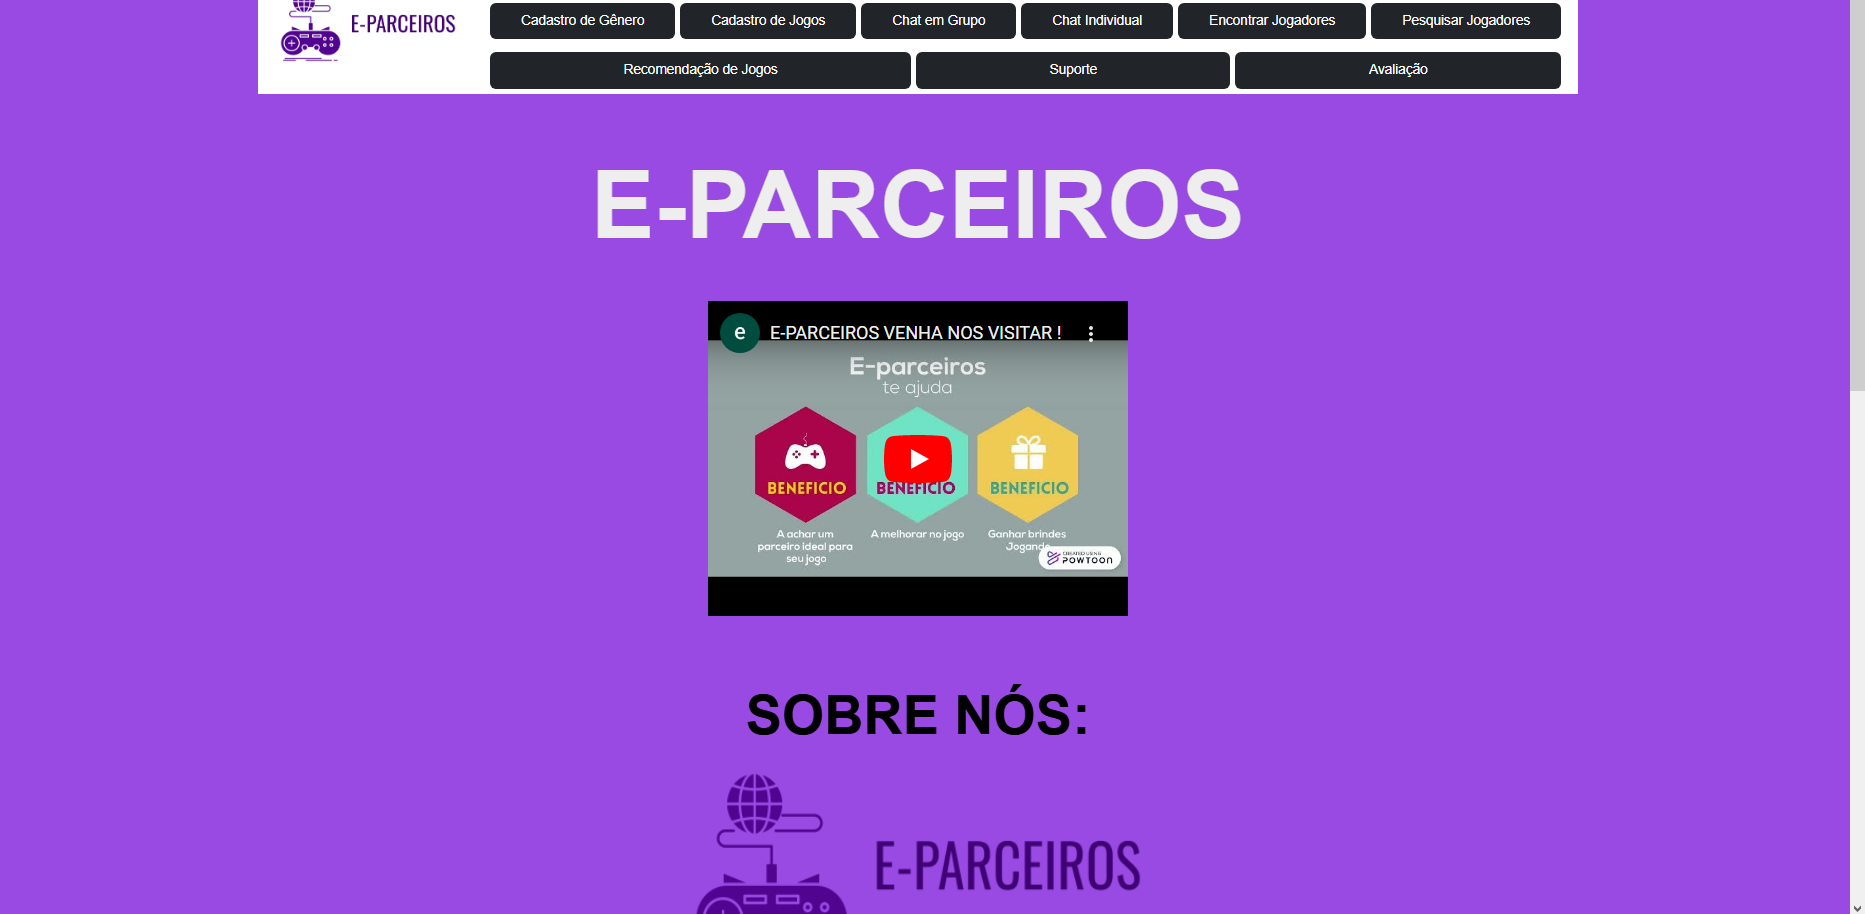 E-PARCEIROS
Cadastro de Gênero
Cadastro de Jogos
Chat em Grupo
Chat Individual
Encontrar Jogadores
Pesquisar Jogadores
Recomendação de Jogos
Suporte
Avaliação
E-PARCEIROS
e
E-PARCEIROS VENHA NOS VISITAR !
E-parceiros
te ajuda
BENEFICIO
BENEFICIO
BENEFICIO
A achar um
parceiro ideal para
seu jogo
A melhorar no jogo
Ganhar brindes
Jogando
CREATED USING
POWTOON
SOBRE NÓS:
E-PARCEIROS